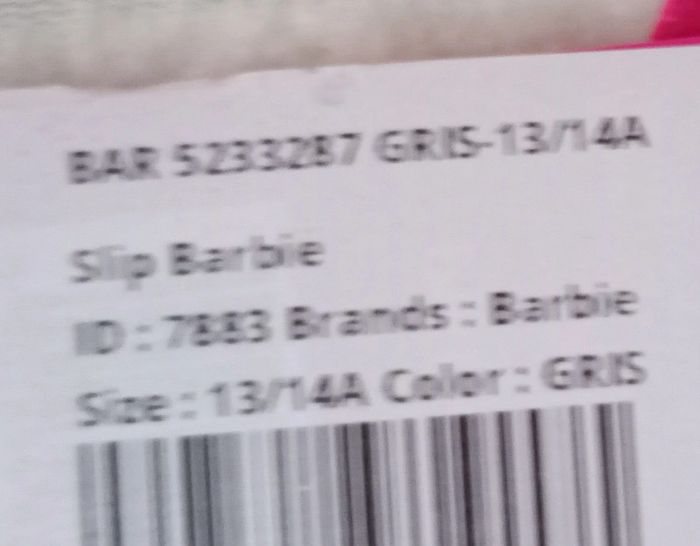 BAR 5233287 GRIS-13/14A
Slip Barbie
ID : 7883 Brands : Barbie
Size : 13/14A Color : GRIS